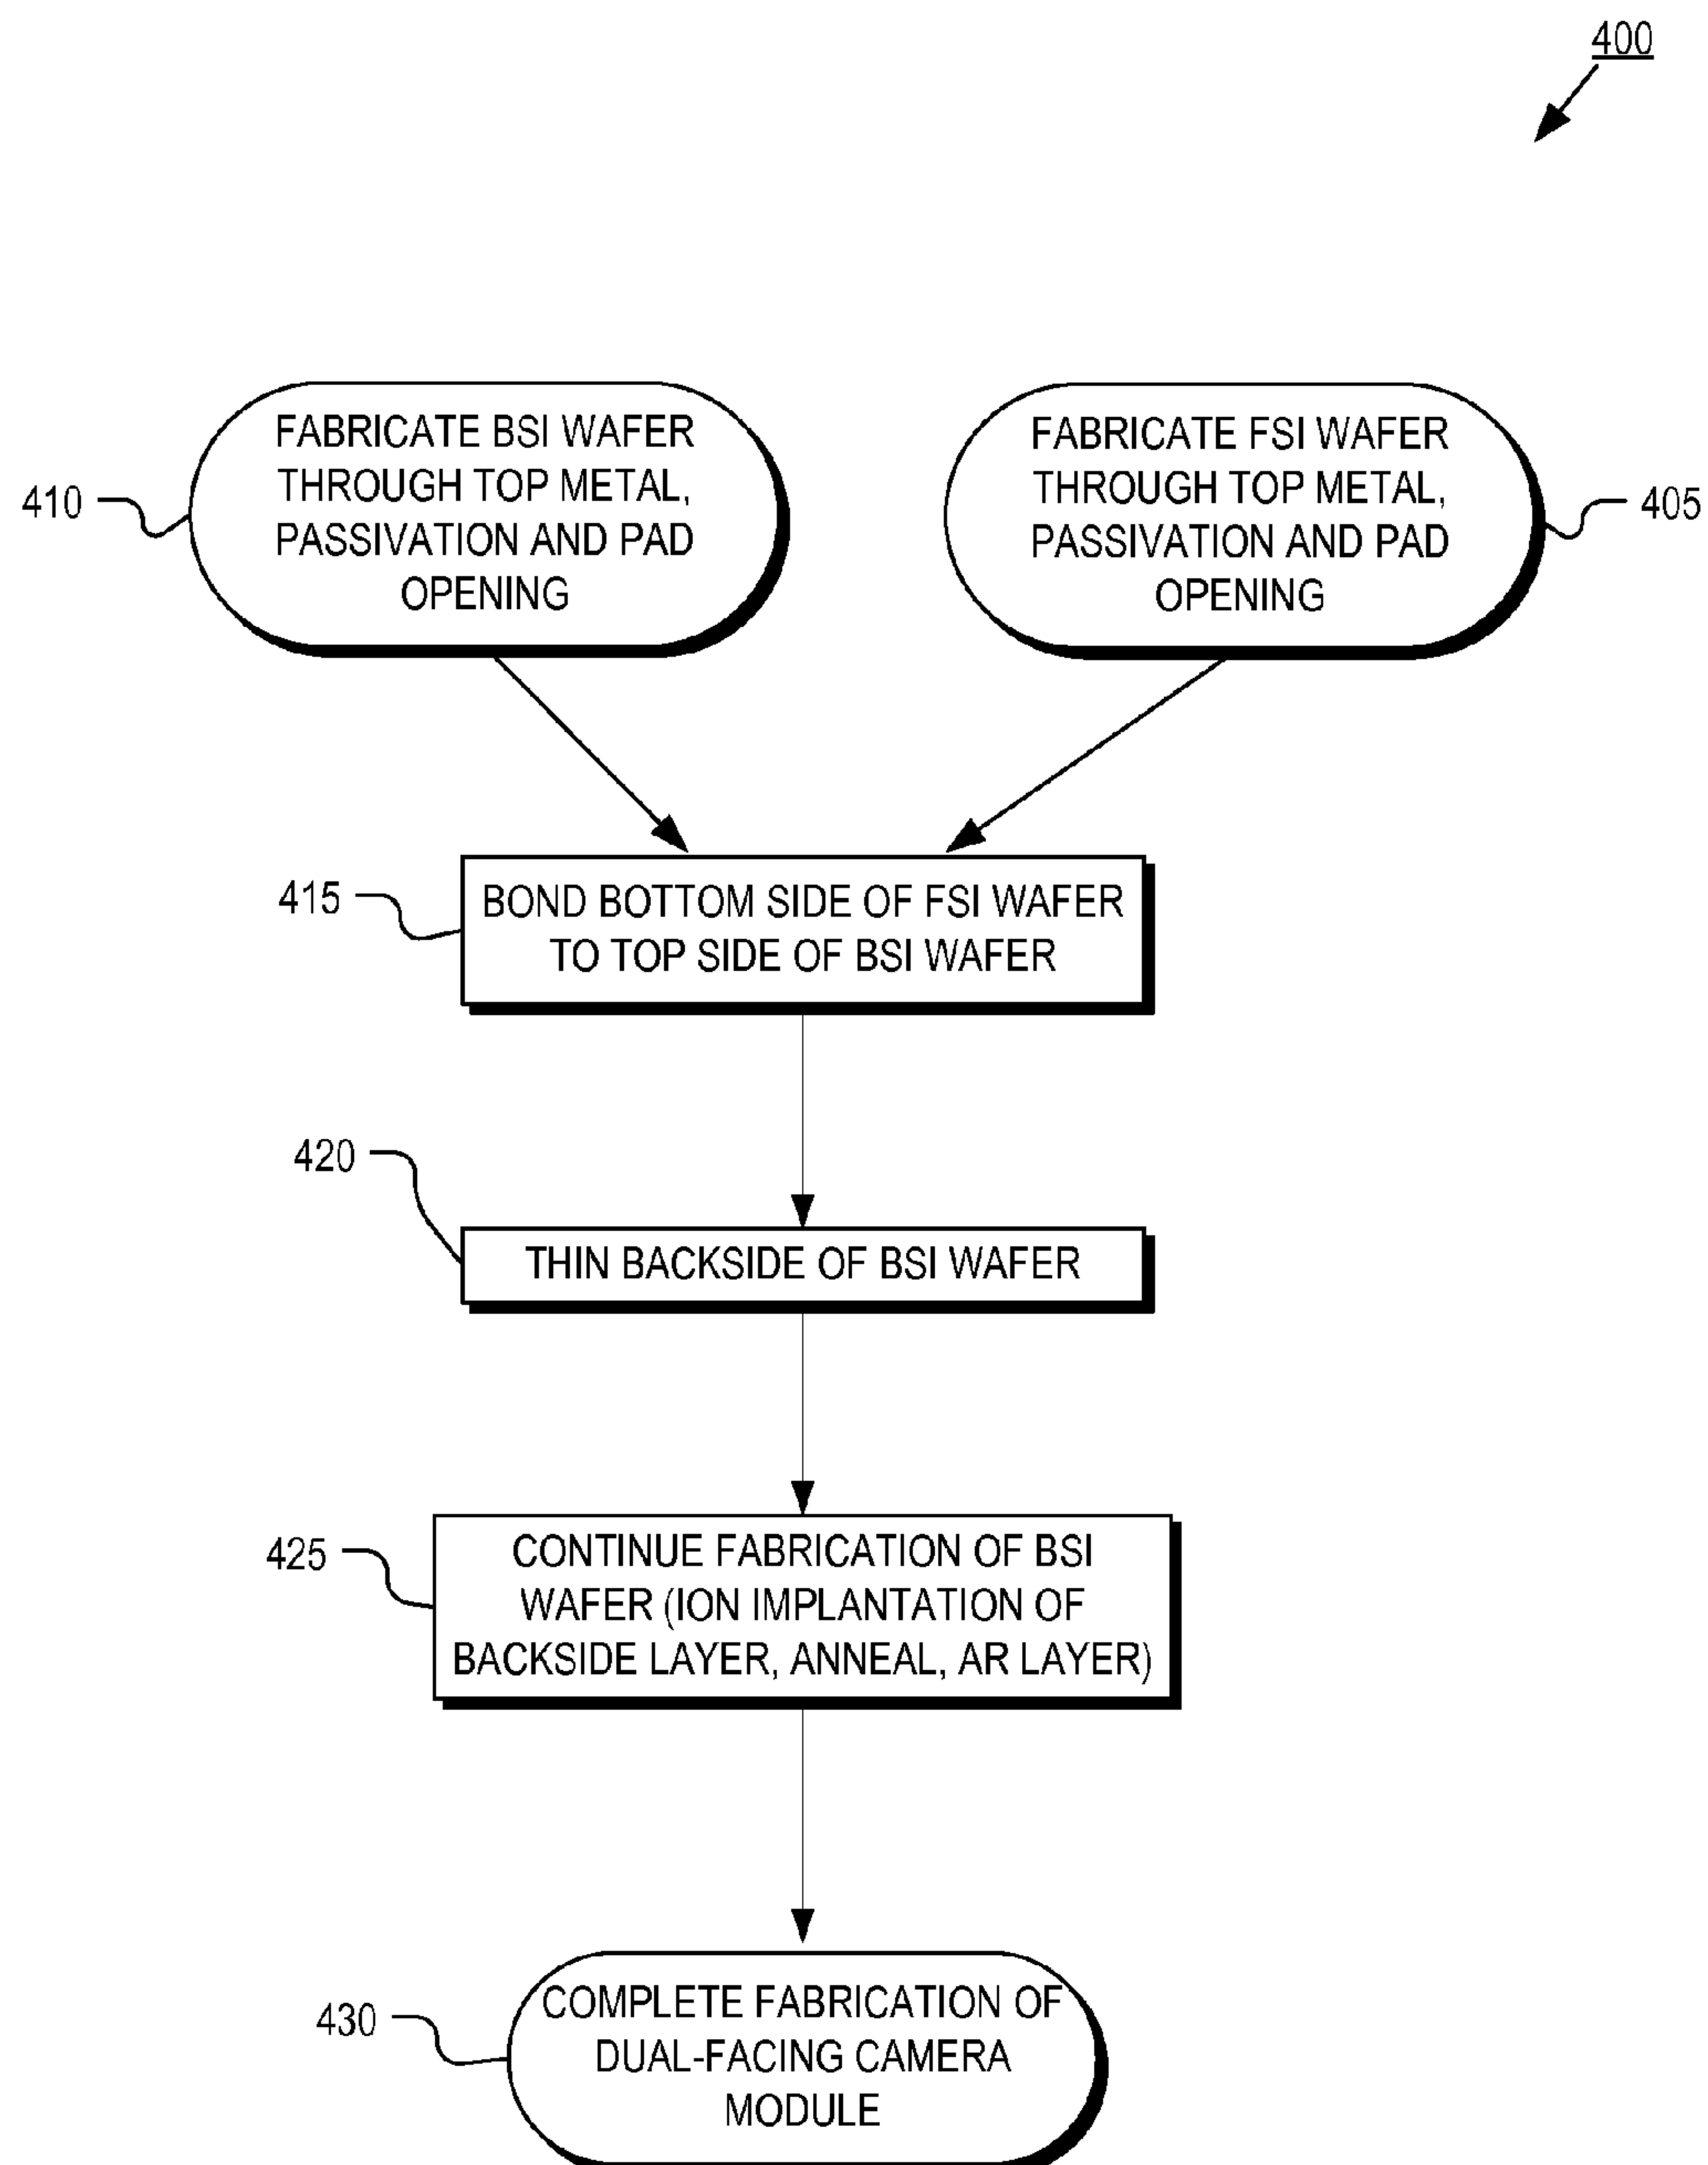 400
FABRICATE BSI WAFER
THROUGH TOP METAL,
PASSIVATION AND PAD
OPENING
410
FABRICATE FSI WAFER
THROUGH TOP METAL,
PASSIVATION AND PAD
OPENING
405
415
BOND BOTTOM SIDE OF FSI WAFER
TO TOP SIDE OF BSI WAFER
420
THIN BACKSIDE OF BSI WAFER
425
CONTINUE FABRICATION OF BSI
WAFER (ION IMPLANTATION OF
BACKSIDE LAYER, ANNEAL, AR LAYER)
430
COMPLETE FABRICATION OF
DUAL-FACING CAMERA
MODULE